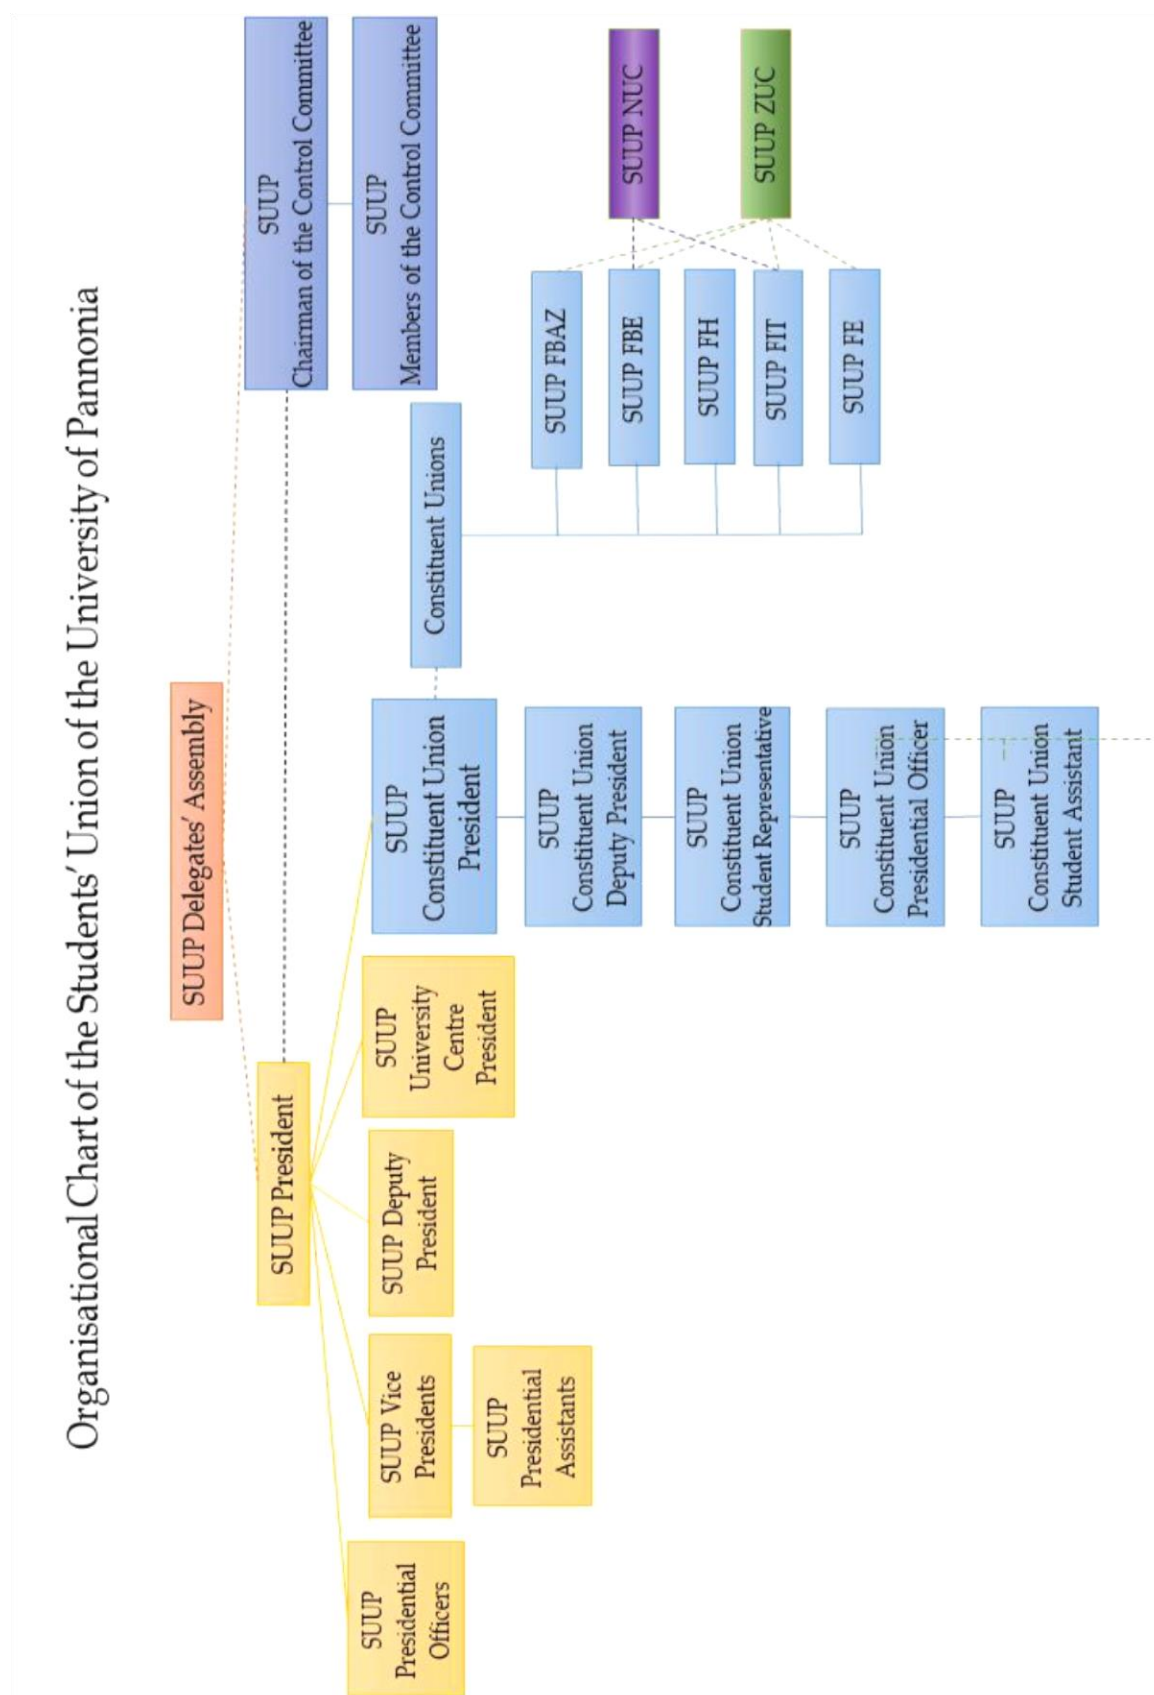 Organisational Chart of the Students' Union of the University of Pannonia
SUUP Delegates' Assembly
SUUP President
SUUP
Chairman of the Control Committee
SUUP
Members of the Control Committee
SUUP
Presidential
Officers
SUUP Vice
Presidents
SUUP
Presidential
Assistants
SUUP Deputy
President
SUUP
University
Centre
President
SUUP
Constituent Union
President
SUUP
Constituent Union
Deputy President
SUUP
Constituent Union
Student Representative
SUUP
Constituent Union
Presidential Officer
SUUP
Constituent Union
Student Assistant
Constituent Unions
SUUP FBAZ
SUUP FBE
SUUP FH
SUUP FIT
SUUP FE
SUUP NUC
SUUP ZUC